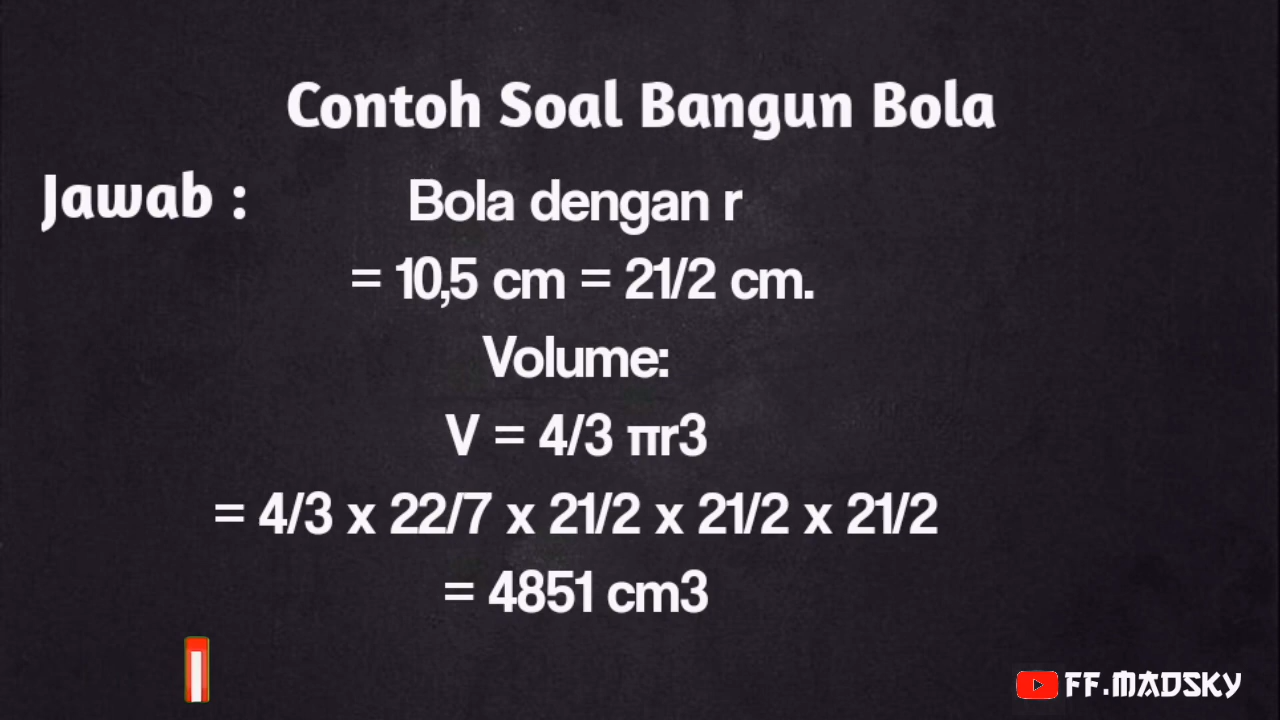 Contoh Soal Bangun Bola
Jawab :
Bola dengan r
= 10,5 cm = 21/2 cm.
Volume:
V = 4/3 πr3
= 4/3 x 22/7 x 21/2 x 21/2 x 21/2
= 4851 cm3
FF.MADSKY